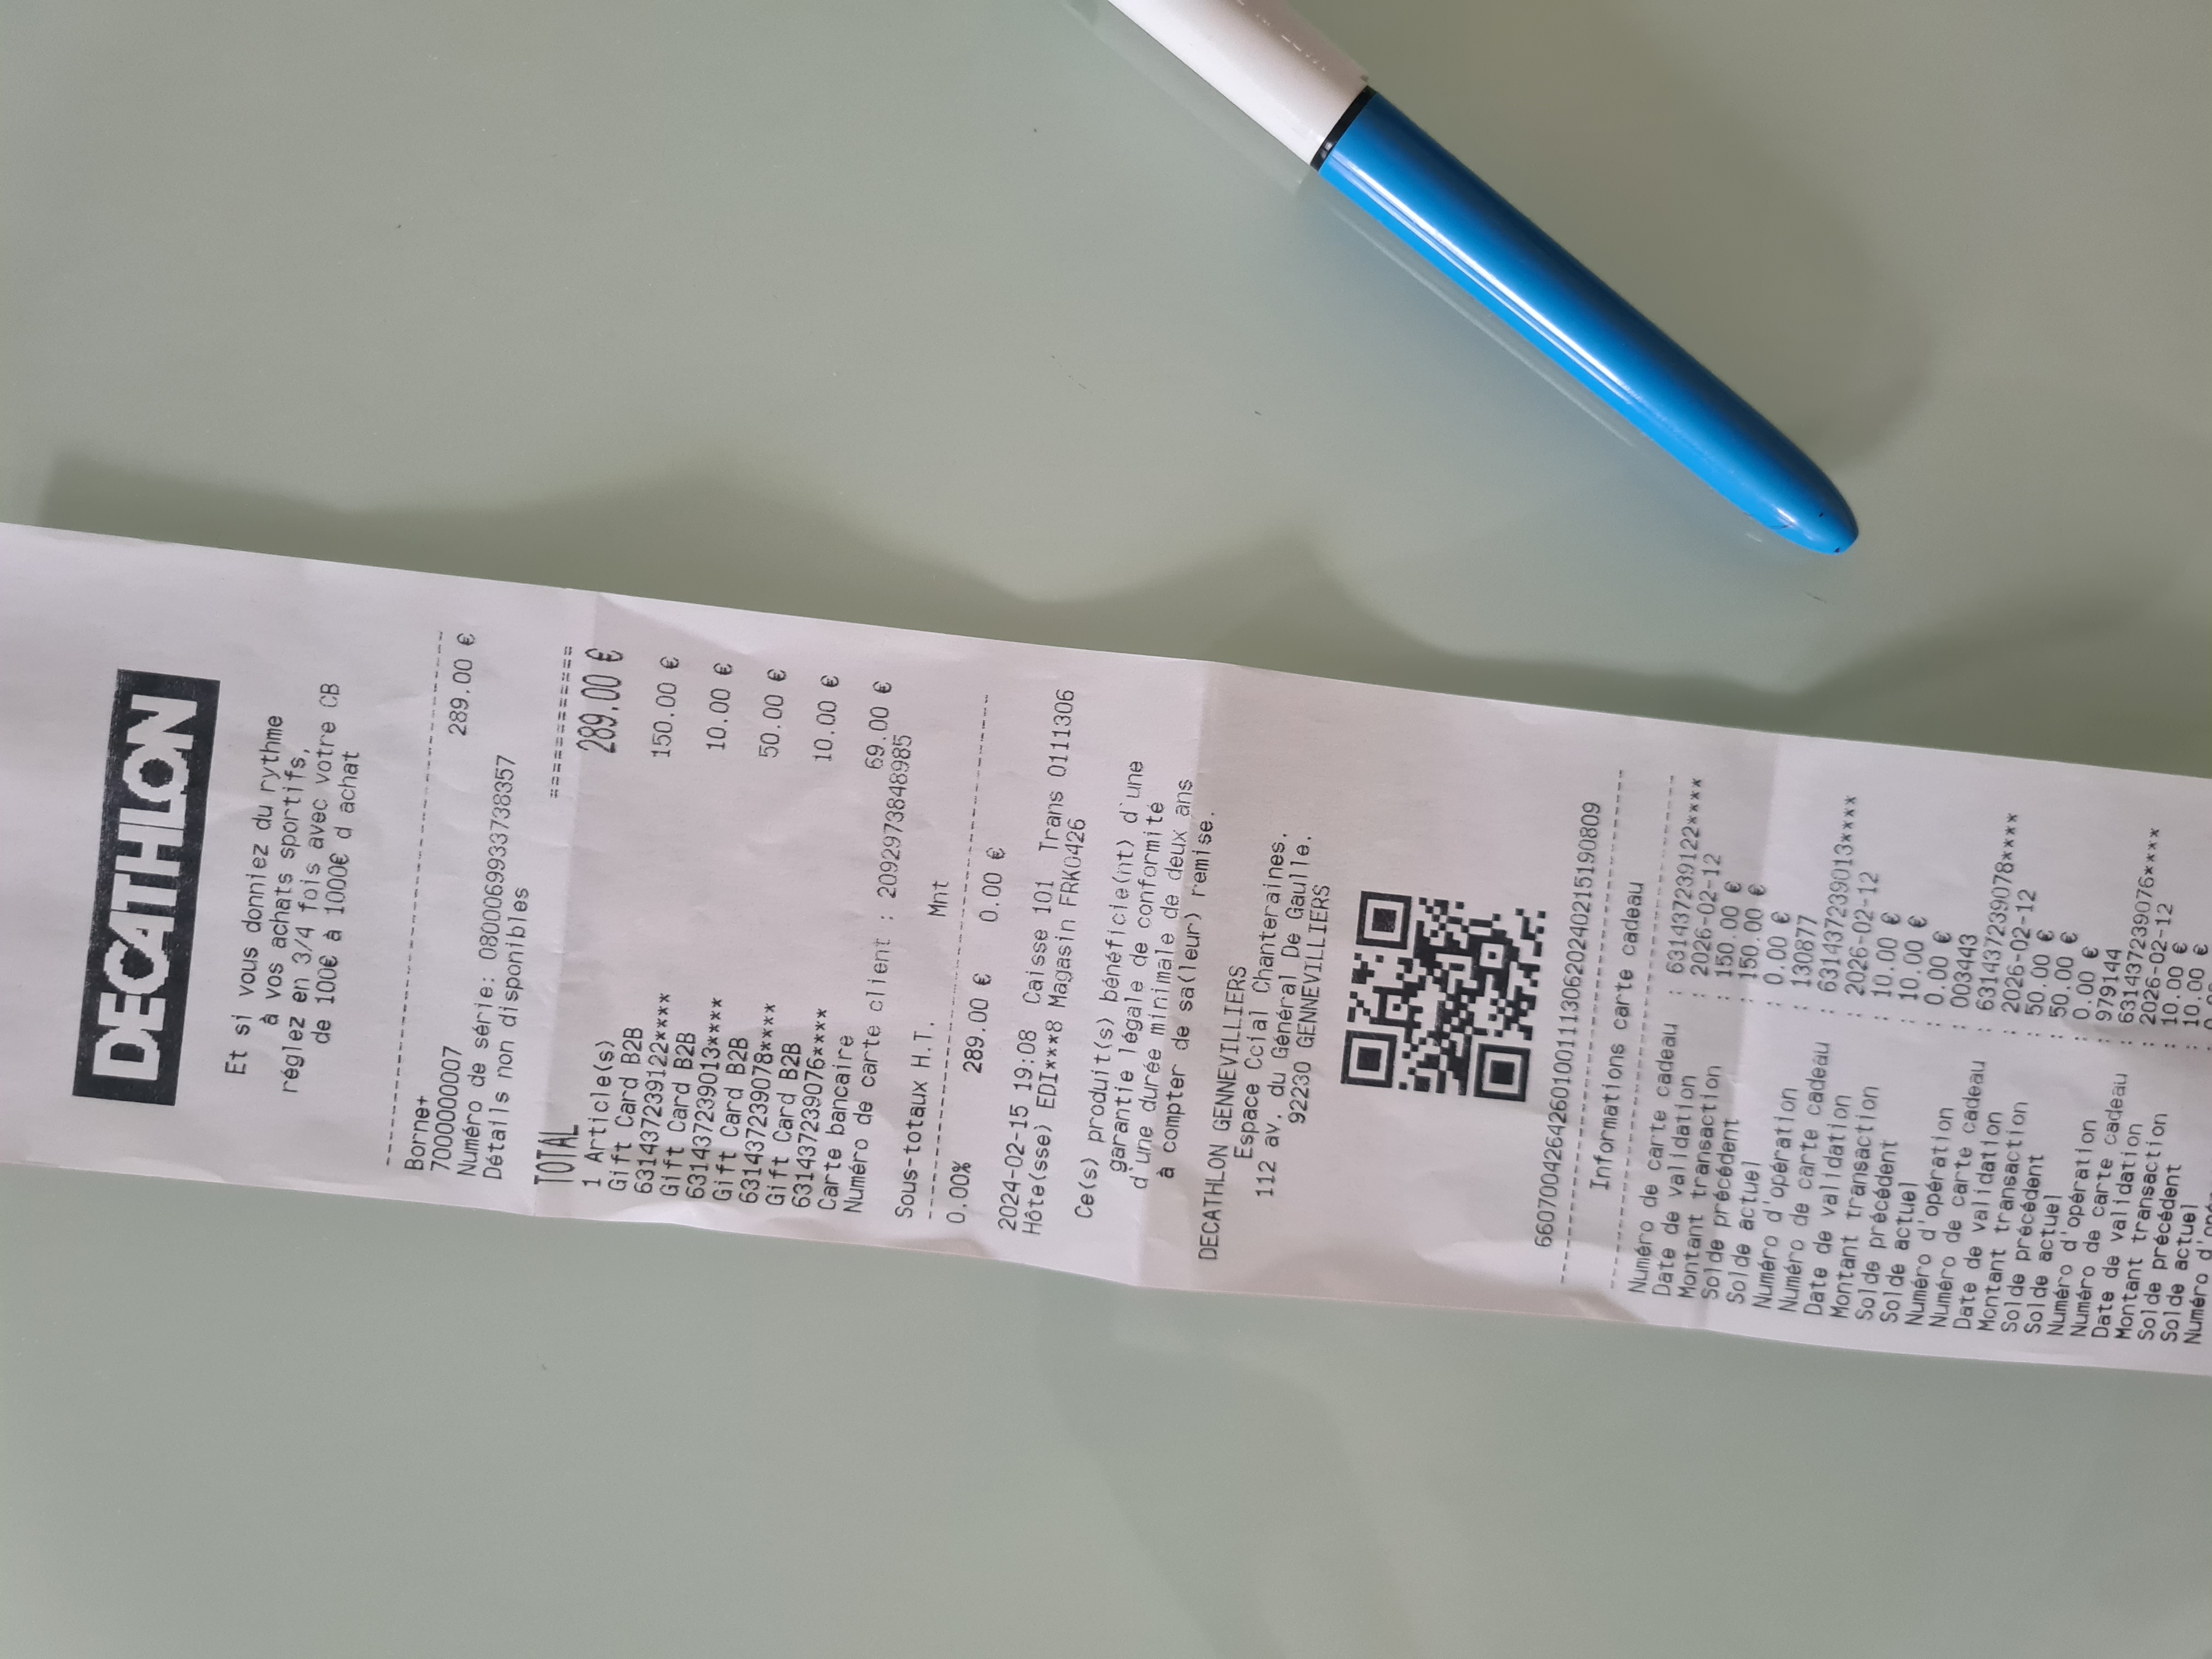 DECATHLON
Et si vous donniez du rythme
à vos achats sportifs,
réglez en 3/4 fois avec votre CB
de 100€ à 1000€ d achat
Borne+
7000000007 289.00 €
Numéro de série: 0800069933738357
Détails non disponibles
============
TOTAL 289.00 €
1 Article(s)
Gift Card B2B 150.00 €
631437239122****
Gift Card B2B 10.00 €
631437239013****
Gift Card B2B 50.00 €
631437239078****
Gift Card B2B 10.00 €
631437239076****
Carte bancaire 69.00 €
Numéro de carte client : 2092973848985
Sous-totaux H.T. Mnt
0.00% 289.00 € 0.00 €
2024-02-15 19:08 Caisse 101 Trans 0111306
Hôte(sse) EDI***8 Magasin FRK0426
Ce(s) produit(s) bénéficie(nt) d`une
garantie légale de conformité
d`une durée minimale de deux ans
à compter de sa(leur) remise.
DECATHLON GENNEVILLIERS
Espace Ccial Chanteraines.
112 av. du Général De Gaulle.
92230 GENNEVILLIERS
660700426426010011130620240215190809
Informations carte cadeau
Numéro de carte cadeau : 631437239122****
Date de validation : 2026-02-12
Montant transaction : 150.00 €
Solde précédent : 150.00 €
Solde actuel : 0.00 €
Numéro d'opération : 130877
Numéro de carte cadeau : 631437239013****
Date de validation : 2026-02-12
Montant transaction : 10.00 €
Solde précédent : 10.00 €
Solde actuel : 0.00 €
Numéro d'opération : 003443
Numéro de carte cadeau : 631437239078****
Date de validation : 2026-02-12
Montant transaction : 50.00 €
Solde précédent : 50.00 €
Solde actuel : 0.00 €
Numéro d'opération : 979144
Numéro de carte cadeau : 631437239076****
Date de validation : 2026-02-12
Montant transaction : 10.00 €
Solde précédent : 10.00 €
Solde actuel
Numéro